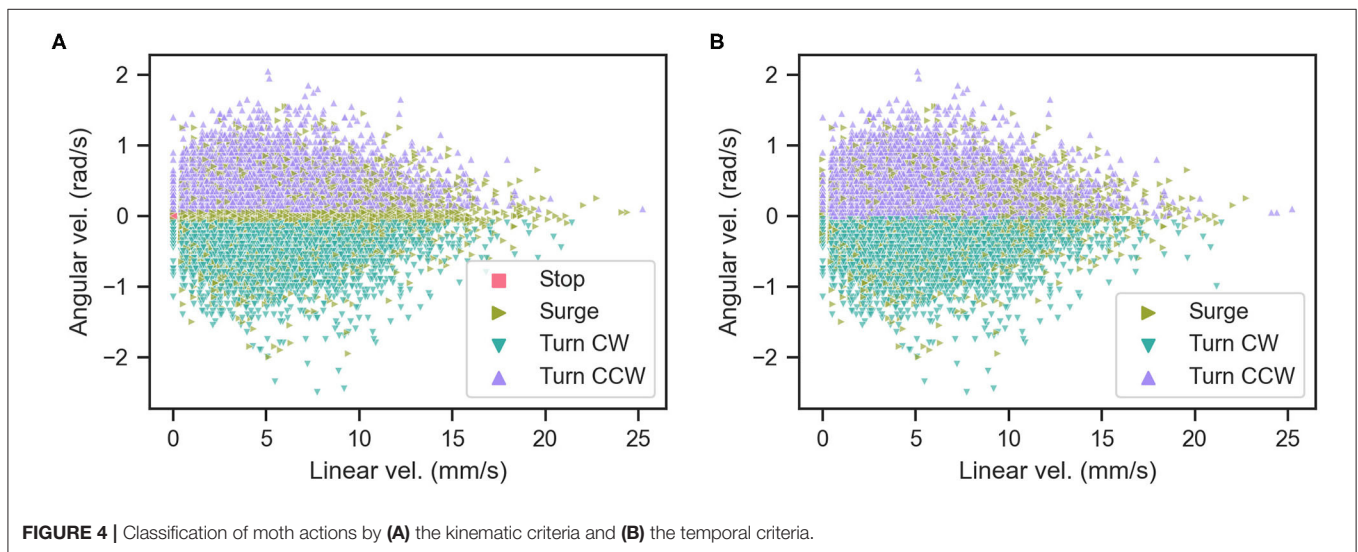 A
B
2
1
0
−1
−2
Angular vel. (rad/s)
Stop
Surge
Turn CW
Turn CCW
0 5 10 15 20 25
Linear vel. (mm/s)
2
1
0
−1
−2
Angular vel. (rad/s)
Surge
Turn CW
Turn CCW
0 5 10 15 20 25
Linear vel. (mm/s)
FIGURE 4 | Classification of moth actions by (A) the kinematic criteria and (B) the temporal criteria.